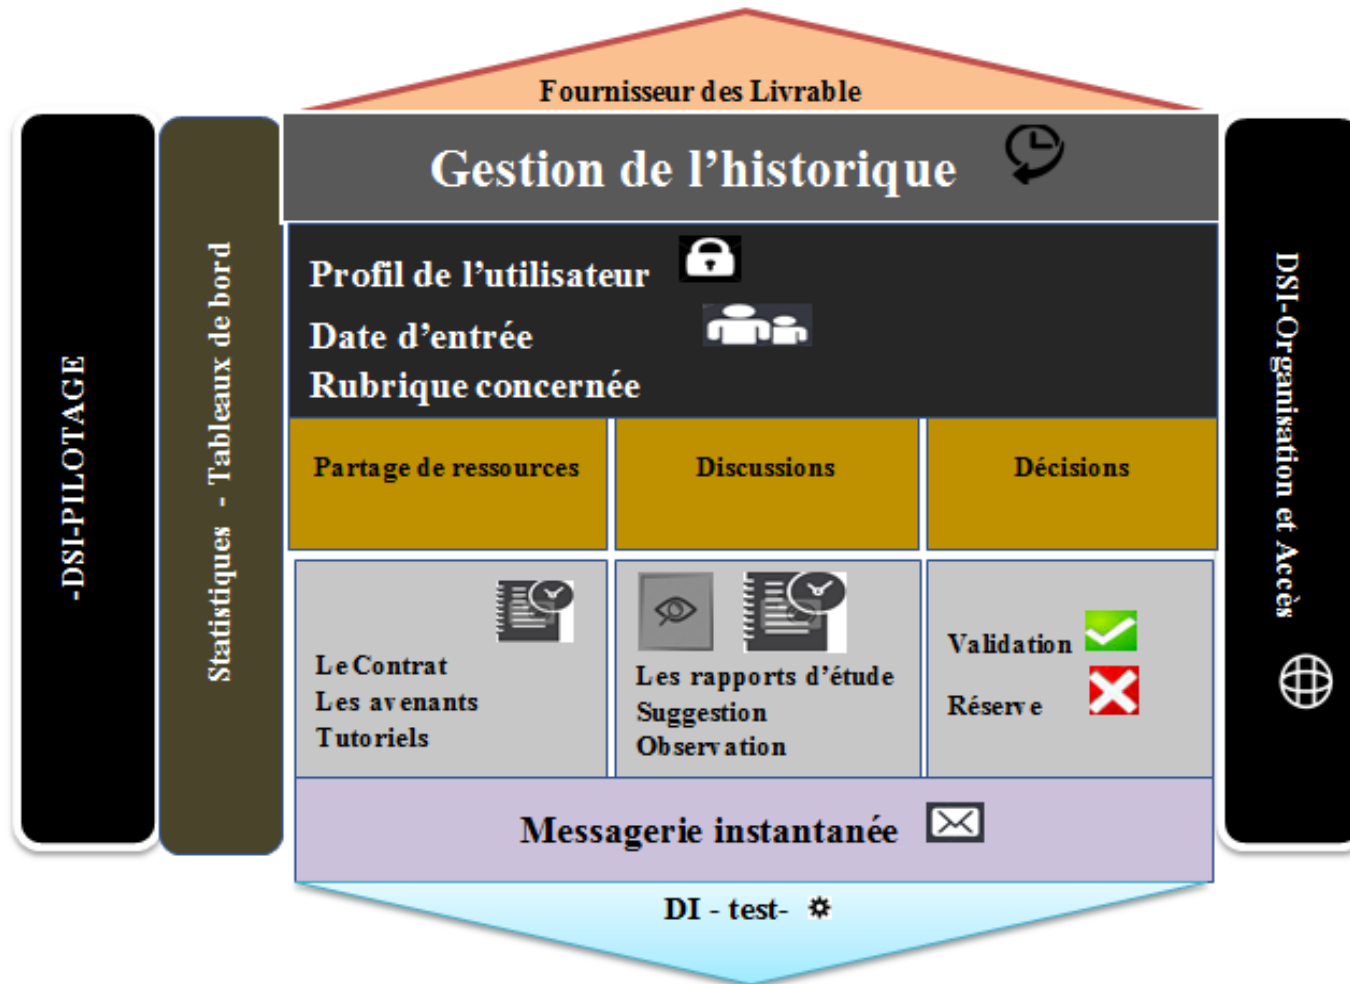 Fournisseur des Livrable
Gestion de l’historique
-DSI-PILOTAGE
Statistiques - Tableaux de bord
Profil de l’utilisateur
Date d’entrée
Rubrique concernée
Partage de ressources
Discussions
Décisions
Le Contrat
Les avenants
Tutoriels
Les rapports d’étude
Suggestion
Observation
Validation
Réserve
Messagerie instantanée
DI - test-
DSI-Organisation et Accès